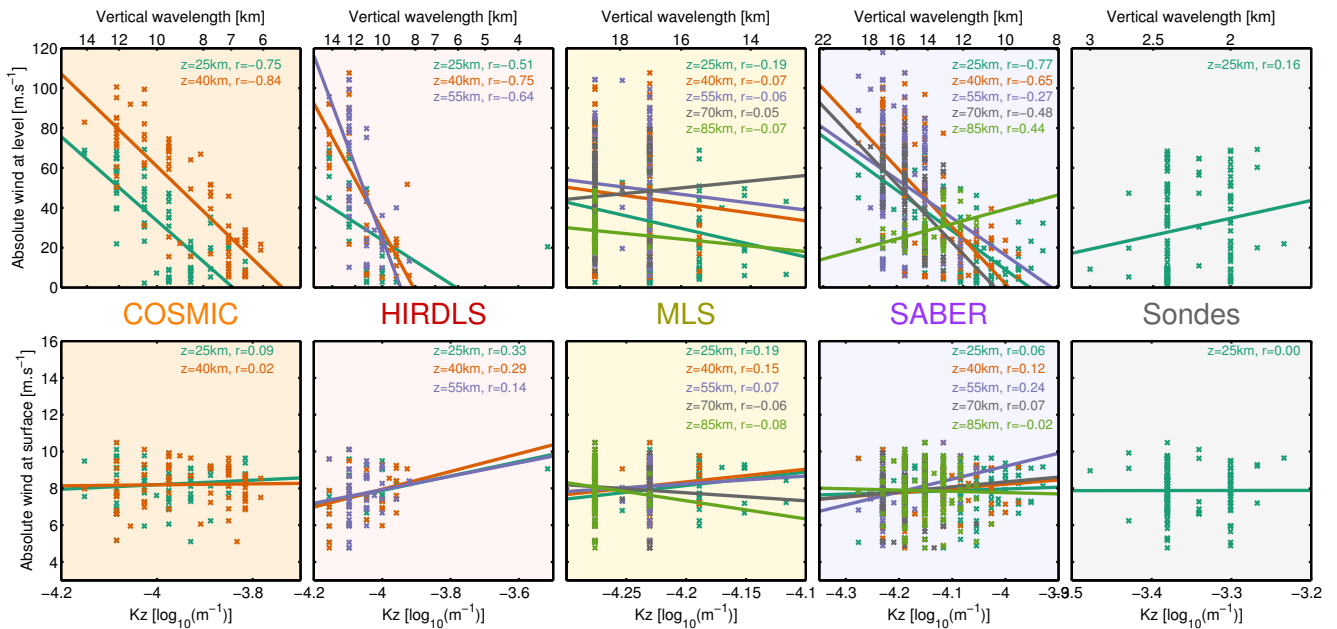 Vertical wavelength [km] Vertical wavelength [km] Vertical wavelength [km] Vertical wavelength [km] Vertical wavelength [km]
14 12 10 8 7 6 14 12 10 8 6 5 4 18 16 14 22 18 16 14 12 10 8 3 2.5 2
Absolute wind at level [m.s⁻¹]
120
100
80
60
40
20
0
z=25km, r=−0.75
z=40km, r=−0.84
z=25km, r=−0.51
z=40km, r=−0.75
z=55km, r=−0.64
z=25km, r=−0.19
z=40km, r=−0.07
z=55km, r=−0.06
z=70km, r=0.05
z=85km, r=−0.07
z=25km, r=−0.77
z=40km, r=−0.65
z=55km, r=−0.27
z=70km, r=−0.48
z=85km, r=0.44
z=25km, r=0.16
COSMIC HIRDLS MLS SABER Sondes
Absolute wind at surface [m.s⁻¹]
16
14
12
10
8
6
4
z=25km, r=0.09
z=40km, r=0.02
z=25km, r=0.33
z=40km, r=0.29
z=55km, r=0.14
z=25km, r=0.19
z=40km, r=0.15
z=55km, r=0.07
z=70km, r=−0.06
z=85km, r=−0.08
z=25km, r=0.06
z=40km, r=0.12
z=55km, r=0.24
z=70km, r=0.07
z=85km, r=−0.02
z=25km, r=0.00
−4.2 −4 −3.8 −4.2 −4 −3.8 −3.6 −4.25 −4.2 −4.15 −4.1 −4.3 −4.2 −4.1 −4 −3.9 −3.5 −3.4 −3.3 −3.2
Kz [log₁₀(m⁻¹)] Kz [log₁₀(m⁻¹)] Kz [log₁₀(m⁻¹)] Kz [log₁₀(m⁻¹)] Kz [log₁₀(m⁻¹)]